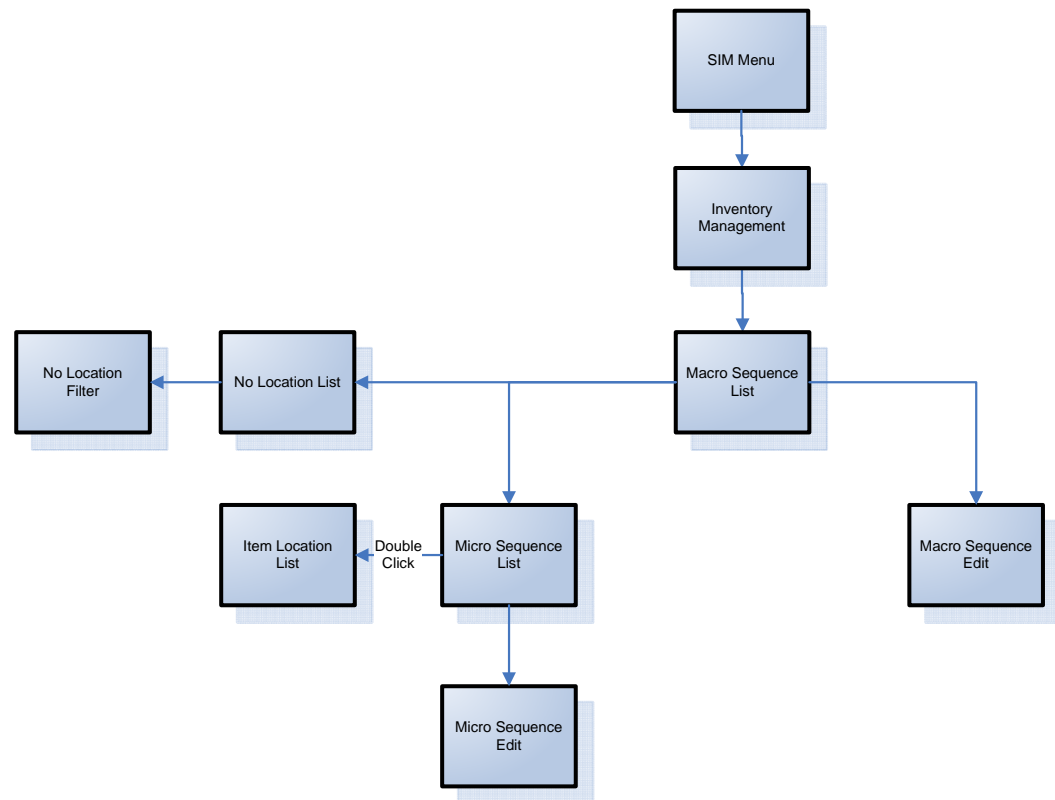 SIM Menu
Inventory
Management
No Location
Filter
No Location List
Macro Sequence
List
Item Location
List
Double
Click
Micro Sequence
List
Macro Sequence
Edit
Micro Sequence
Edit